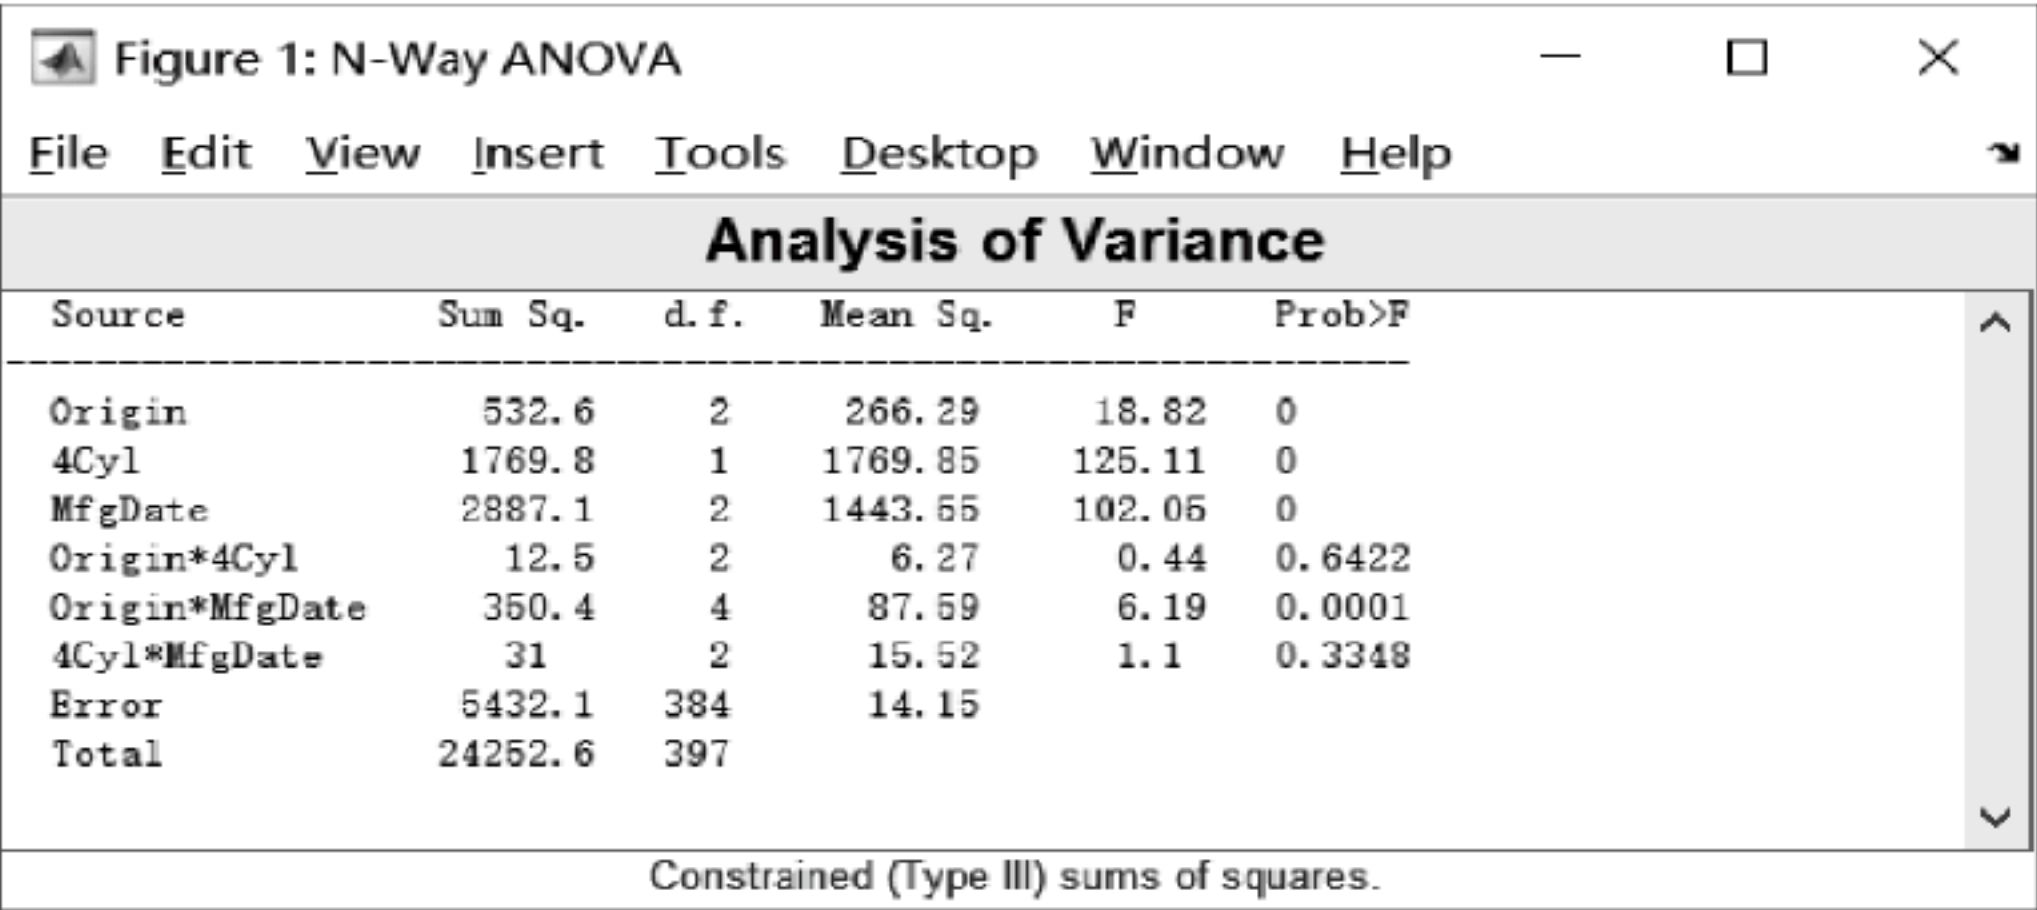 Figure 1: N-Way ANOVA
File Edit View Insert Tools Desktop Window Help
Analysis of Variance
Source Sum Sq. d.f. Mean Sq. F Prob>F
Origin 532.6 2 266.29 18.82 0
4Cyl 1769.8 1 1769.85 125.11 0
MfgDate 2887.1 2 1443.55 102.05 0
Origin*4Cyl 12.5 2 6.27 0.44 0.6422
Origin*MfgDate 350.4 4 87.59 6.19 0.0001
4Cyl*MfgDate 31 2 15.52 1.1 0.3348
Error 5432.1 384 14.15
Total 24252.6 397
Constrained (Type III) sums of squares.